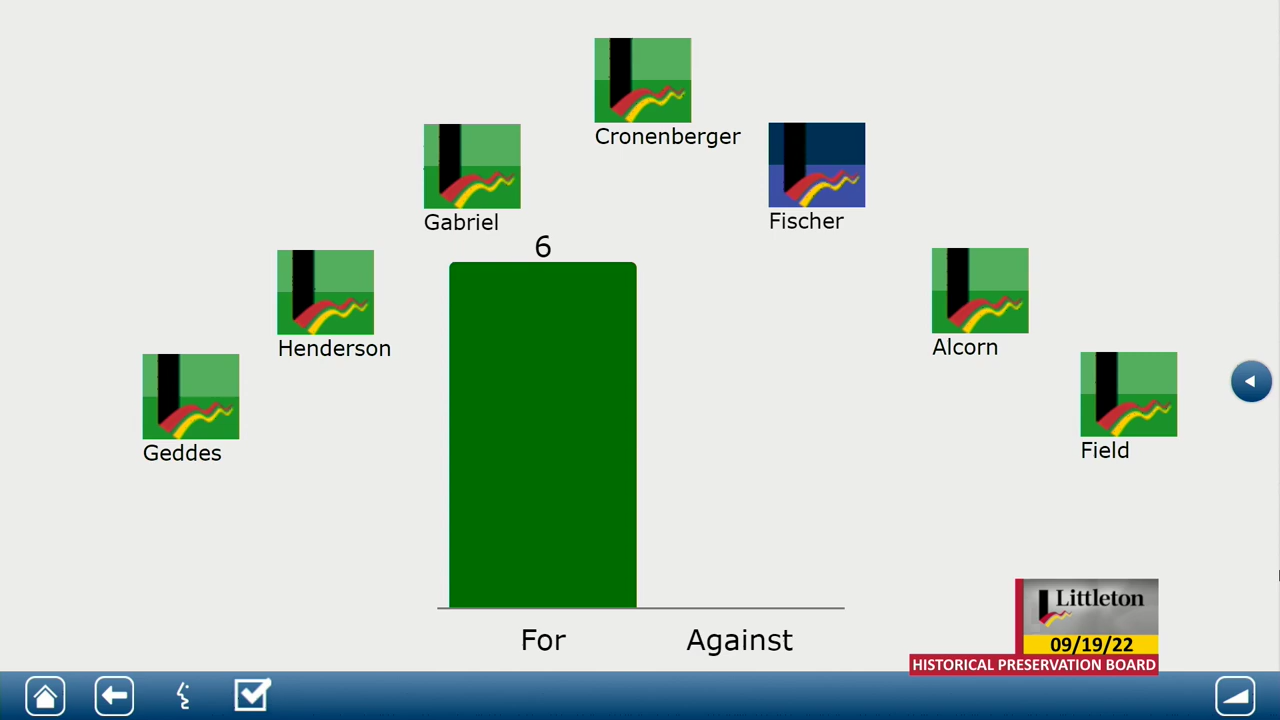 Cronenberger
Gabriel
Fischer
6
Henderson
Alcorn
Geddes
Field
For
Against
Littleton
09/19/22
HISTORICAL PRESERVATION BOARD